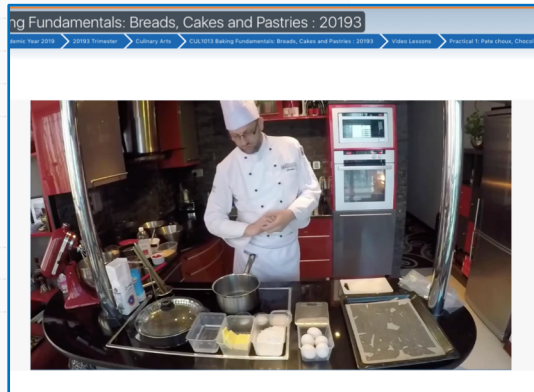 ng Fundamentals: Breads, Cakes and Pastries : 20193
demic Year 2019 20193 Trimester Culinary Arts CUL1013 Baking Fundamentals: Breads, Cakes and Pastries : 20193 Video Lessons Practical 1: Pate choux, Chocol